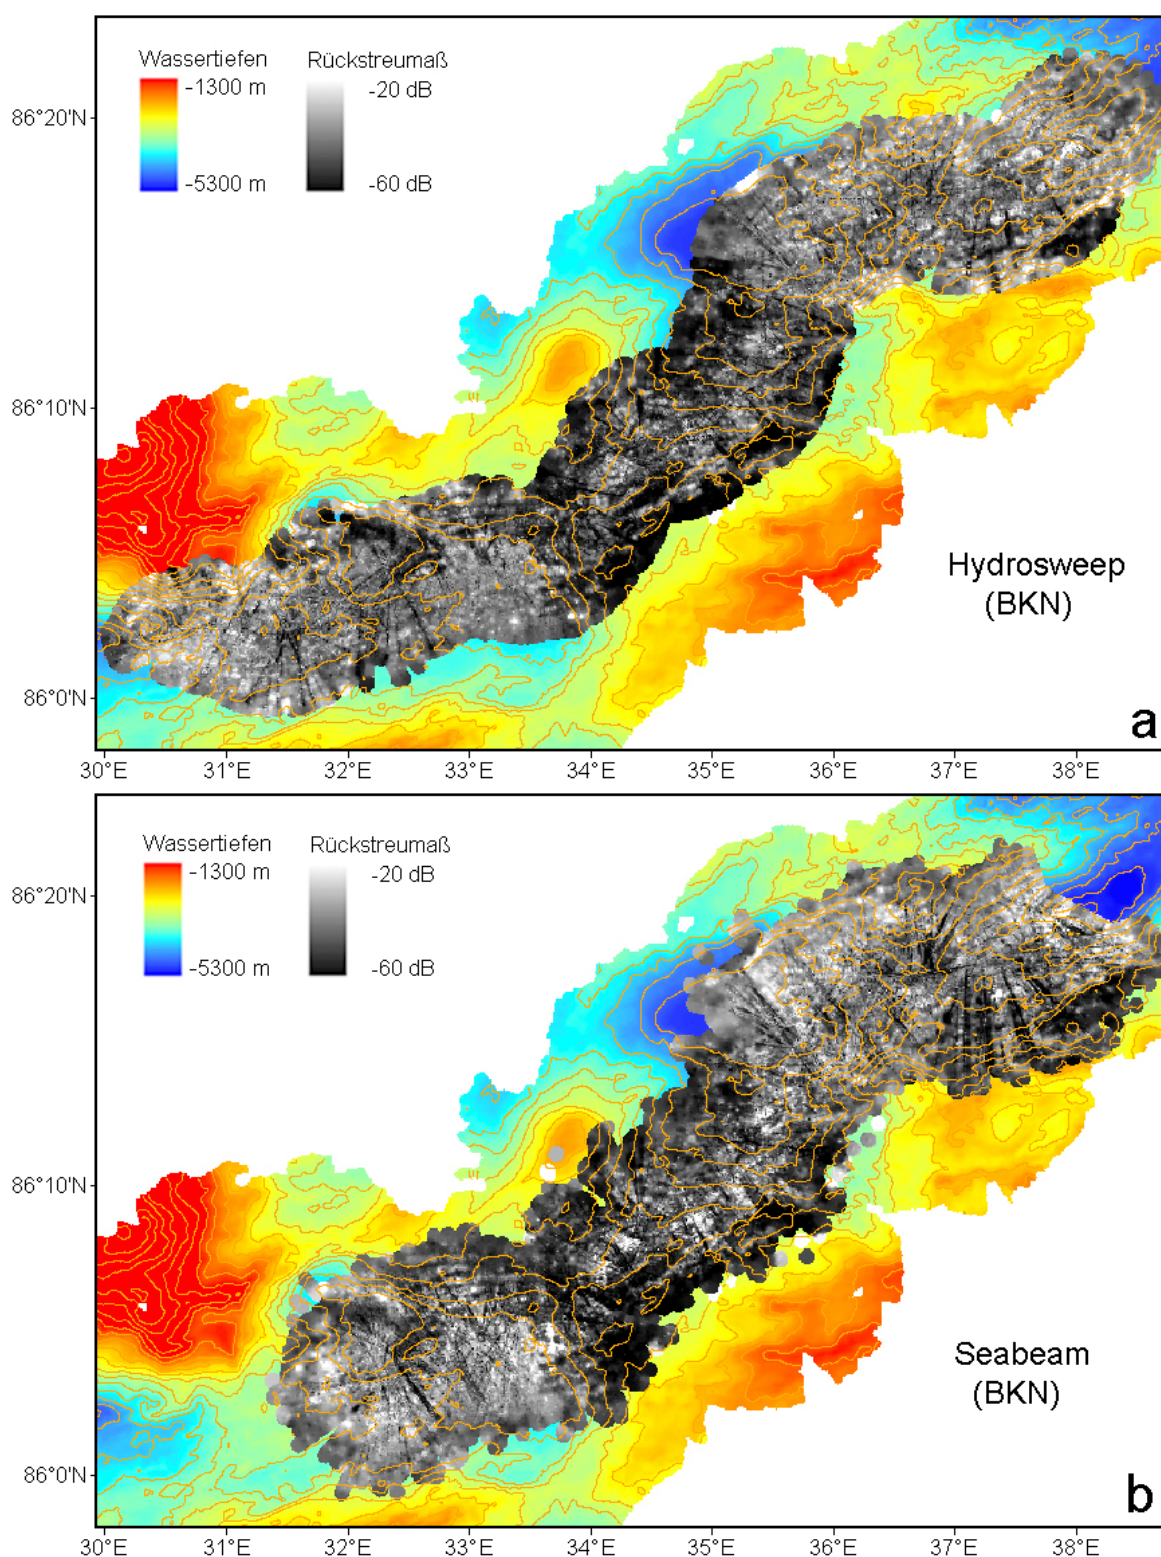 Wassertiefen Rückstreumaß
-1300 m -20 dB
-5300 m -60 dB
86°20'N
86°10'N
86°0'N
Hydrosweep
(BKN)
a
30°E 31°E 32°E 33°E 34°E 35°E 36°E 37°E 38°E
Wassertiefen Rückstreumaß
-1300 m -20 dB
-5300 m -60 dB
86°20'N
86°10'N
86°0'N
Seabeam
(BKN)
b
30°E 31°E 32°E 33°E 34°E 35°E 36°E 37°E 38°E